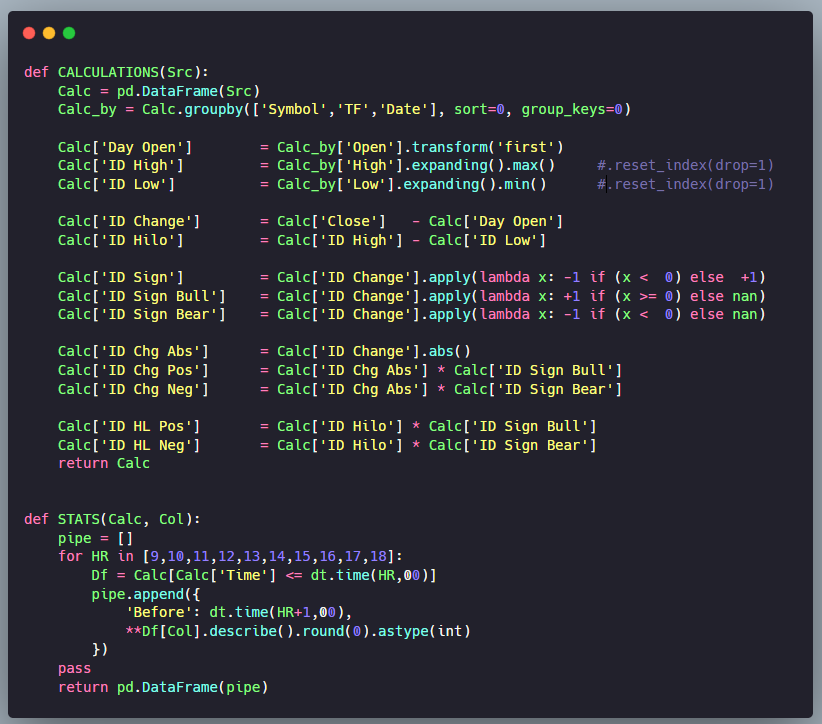 def CALCULATIONS(Src):
    Calc = pd.DataFrame(Src)
    Calc_by = Calc.groupby(['Symbol','TF','Date'], sort=0, group_keys=0)

    Calc['Day Open']        = Calc_by['Open'].transform('first')
    Calc['ID High']         = Calc_by['High'].expanding().max()     #.reset_index(drop=1)
    Calc['ID Low']          = Calc_by['Low'].expanding().min()      #.reset_index(drop=1)

    Calc['ID Change']       = Calc['Close']   - Calc['Day Open']
    Calc['ID Hilo']         = Calc['ID High'] - Calc['ID Low']

    Calc['ID Sign']         = Calc['ID Change'].apply(lambda x: -1 if (x <  0) else  +1)
    Calc['ID Sign Bull']    = Calc['ID Change'].apply(lambda x: +1 if (x >= 0) else nan)
    Calc['ID Sign Bear']    = Calc['ID Change'].apply(lambda x: -1 if (x <  0) else nan)

    Calc['ID Chg Abs']      = Calc['ID Change'].abs()
    Calc['ID Chg Pos']      = Calc['ID Chg Abs'] * Calc['ID Sign Bull']
    Calc['ID Chg Neg']      = Calc['ID Chg Abs'] * Calc['ID Sign Bear']

    Calc['ID HL Pos']       = Calc['ID Hilo'] * Calc['ID Sign Bull']
    Calc['ID HL Neg']       = Calc['ID Hilo'] * Calc['ID Sign Bear']
    return Calc


def STATS(Calc, Col):
    pipe = []
    for HR in [9,10,11,12,13,14,15,16,17,18]:
        Df = Calc[Calc['Time'] <= dt.time(HR,00)]
        pipe.append({
            'Before': dt.time(HR+1,00),
            **Df[Col].describe().round(0).astype(int)
        })
    pass
    return pd.DataFrame(pipe)